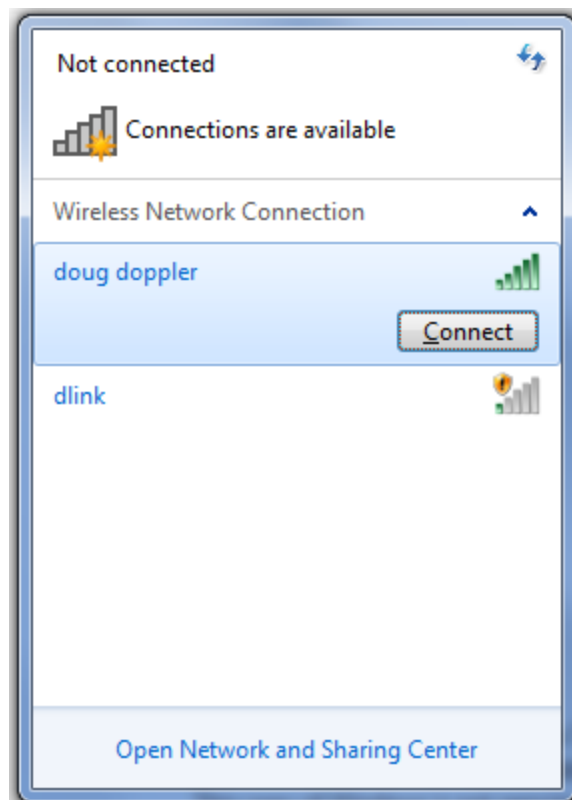 Not connected
Connections are available
Wireless Network Connection
doug doppler
Connect
dlink
Open Network and Sharing Center